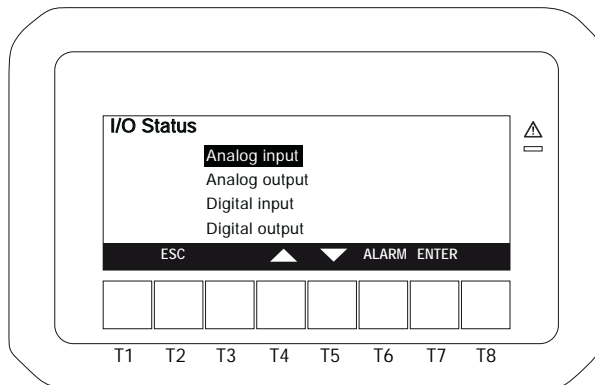 I/O Status
Analog input
Analog output
Digital input
Digital output
ESC ALARM ENTER
T1 T2 T3 T4 T5 T6 T7 T8